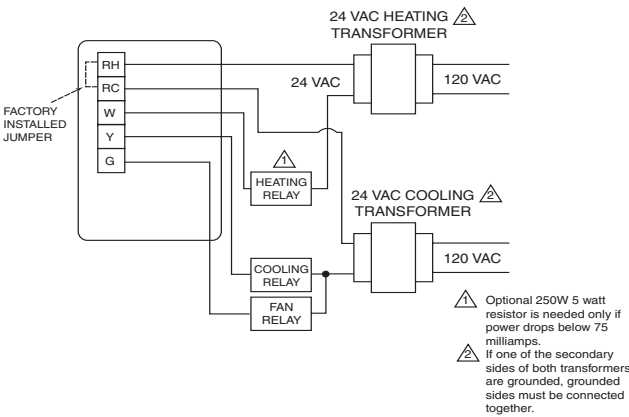 24 VAC HEATING 2
TRANSFORMER
RH
RC
W
Y
G
24 VAC
120 VAC
FACTORY
INSTALLED
JUMPER
1
HEATING
RELAY
24 VAC COOLING 2
TRANSFORMER
COOLING
RELAY
120 VAC
FAN
RELAY
1 Optional 250W 5 watt
resistor is needed only if
power drops below 75
milliamps.
2 If one of the secondary
sides of both transformers
are grounded, grounded
sides must be connected
together.